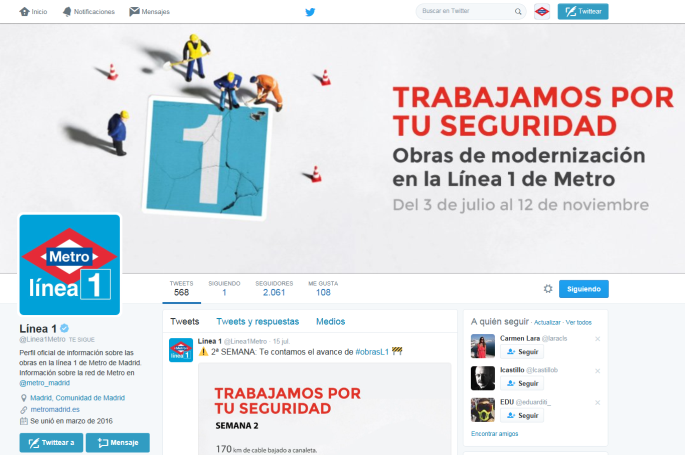 Inicio
Notificaciones
Mensajes
Buscar en Twitter
Twittear
1
TRABAJAMOS POR
TU SEGURIDAD
Obras de modernización
en la Línea 1 de Metro
Del 3 de julio al 12 de noviembre
Metro
línea 1
TWEETS
568
SIGUIENDO
1
SEGUIDORES
2.061
ME GUSTA
108
Siguiendo
Línea 1
@Linea1Metro TE SIGUE
Perfil oficial de información sobre las
obras en la línea 1 de Metro de Madrid.
Información sobre la red de Metro en
@metro_madrid
Madrid, Comunidad de Madrid
metromadrid.es
Se unió en marzo de 2016
Twittear a
Mensaje
Tweets
Tweets y respuestas
Medios
Línea 1 @Linea1Metro · 15 jul.
2ª SEMANA: Te contamos el avance de #obrasL1
TRABAJAMOS POR
TU SEGURIDAD
SEMANA 2
170 km de cable bajado a canaleta.
A quién seguir · Actualizar · Ver todos
Carmen Lara @laracls
Seguir
lcastillo @lcastillob
Seguir
EDU @eduarditi_
Seguir
Encontrar amigos